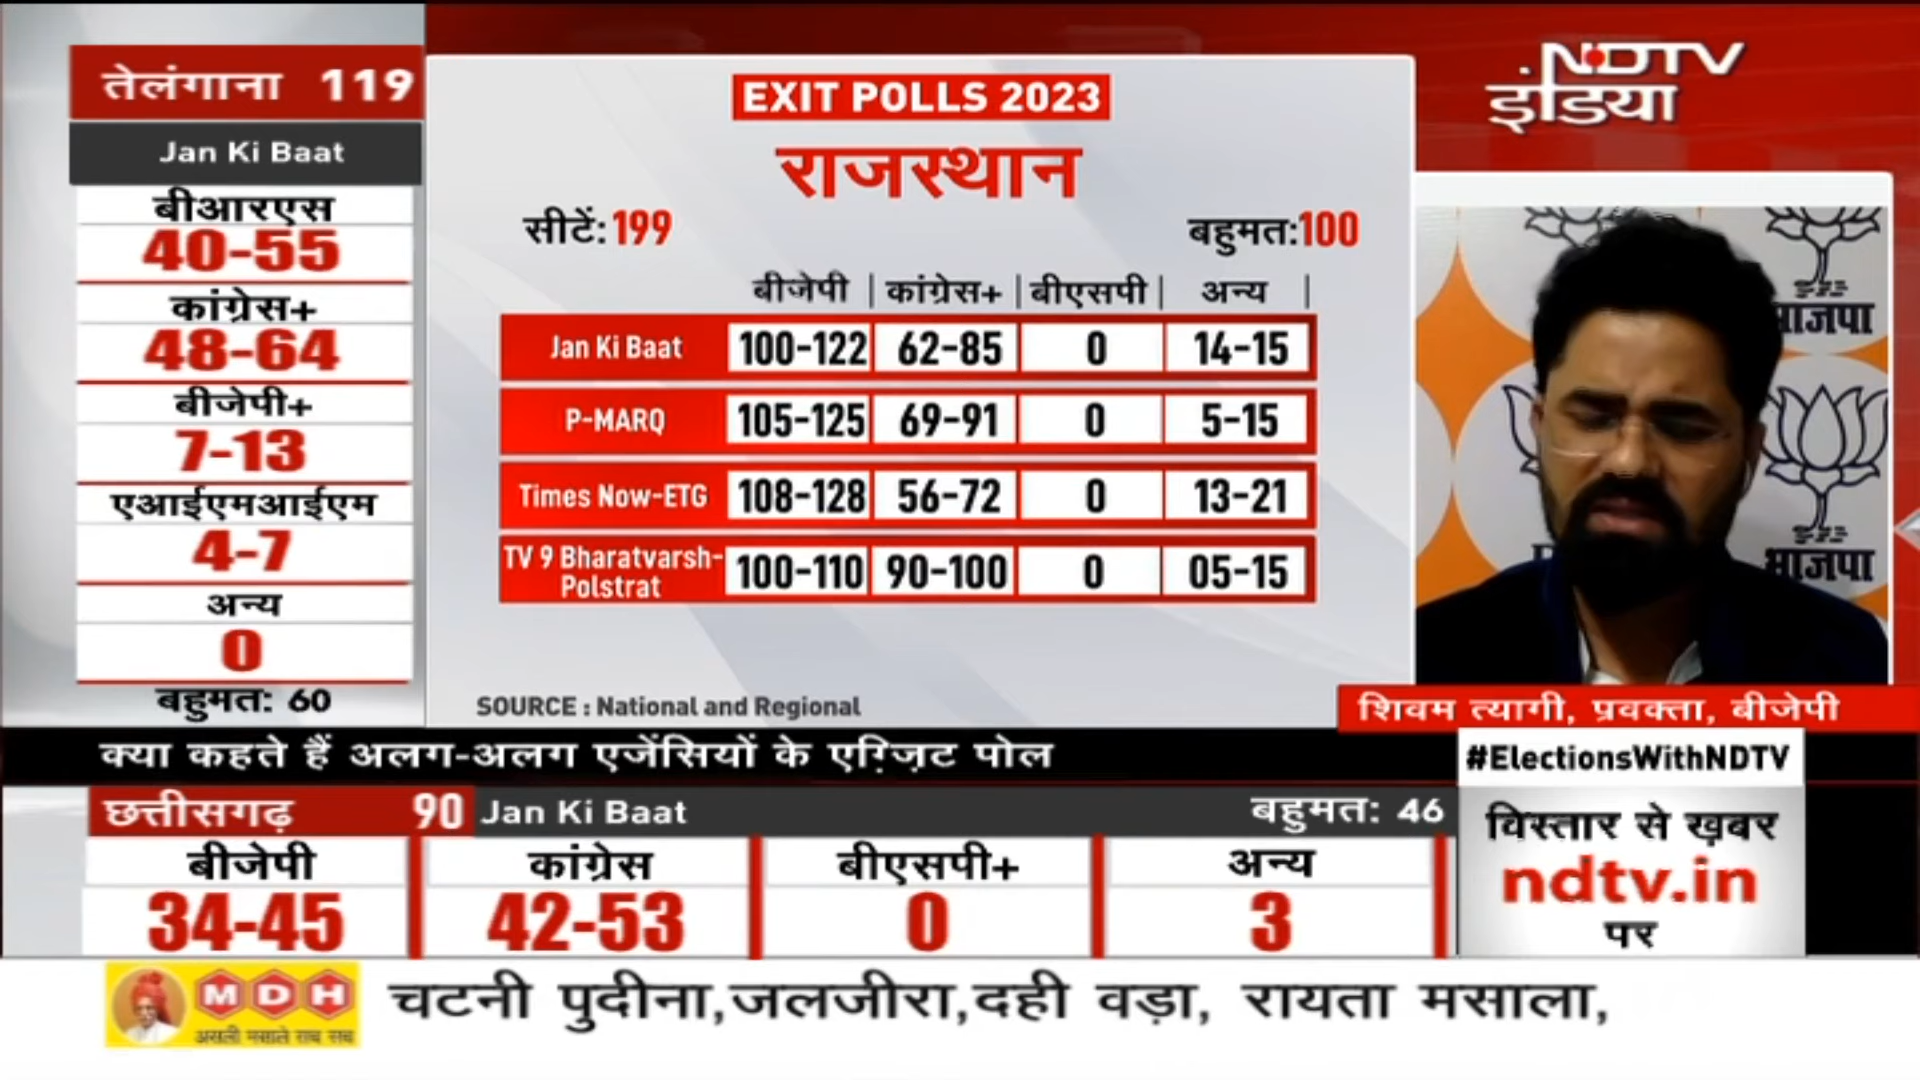 तेलंगाना 119
Jan Ki Baat
बीआरएस
40-55
कांग्रेस+
48-64
बीजेपी+
7-13
एआईएमआईएम
4-7
अन्य
0
बहुमत: 60
EXIT POLLS 2023
राजस्थान
सीटें:199 बहुमत:100
बीजेपी | कांग्रेस+ | बीएसपी | अन्य |
Jan Ki Baat 100-122 62-85 0 14-15
P-MARQ 105-125 69-91 0 5-15
Times Now-ETG 108-128 56-72 0 13-21
TV 9 Bharatvarsh-
Polstrat 100-110 90-100 0 05-15
SOURCE : National and Regional
NDTV
इंडिया
भाजपा
भाजपा
शिवम त्यागी, प्रवक्ता, बीजेपी
क्या कहते हैं अलग-अलग एजेंसियों के एग़्ज़िट पोल
#ElectionsWithNDTV
छत्तीसगढ़ 90 Jan Ki Baat बहुमत: 46
बीजेपी कांग्रेस बीएसपी+ अन्य
34-45 42-53 0 3
विस्तार से ख़बर
ndtv.in
पर
MDH
असली मसाले सच सच
चटनी पुदीना,जलजीरा,दही वड़ा, रायता मसाला,